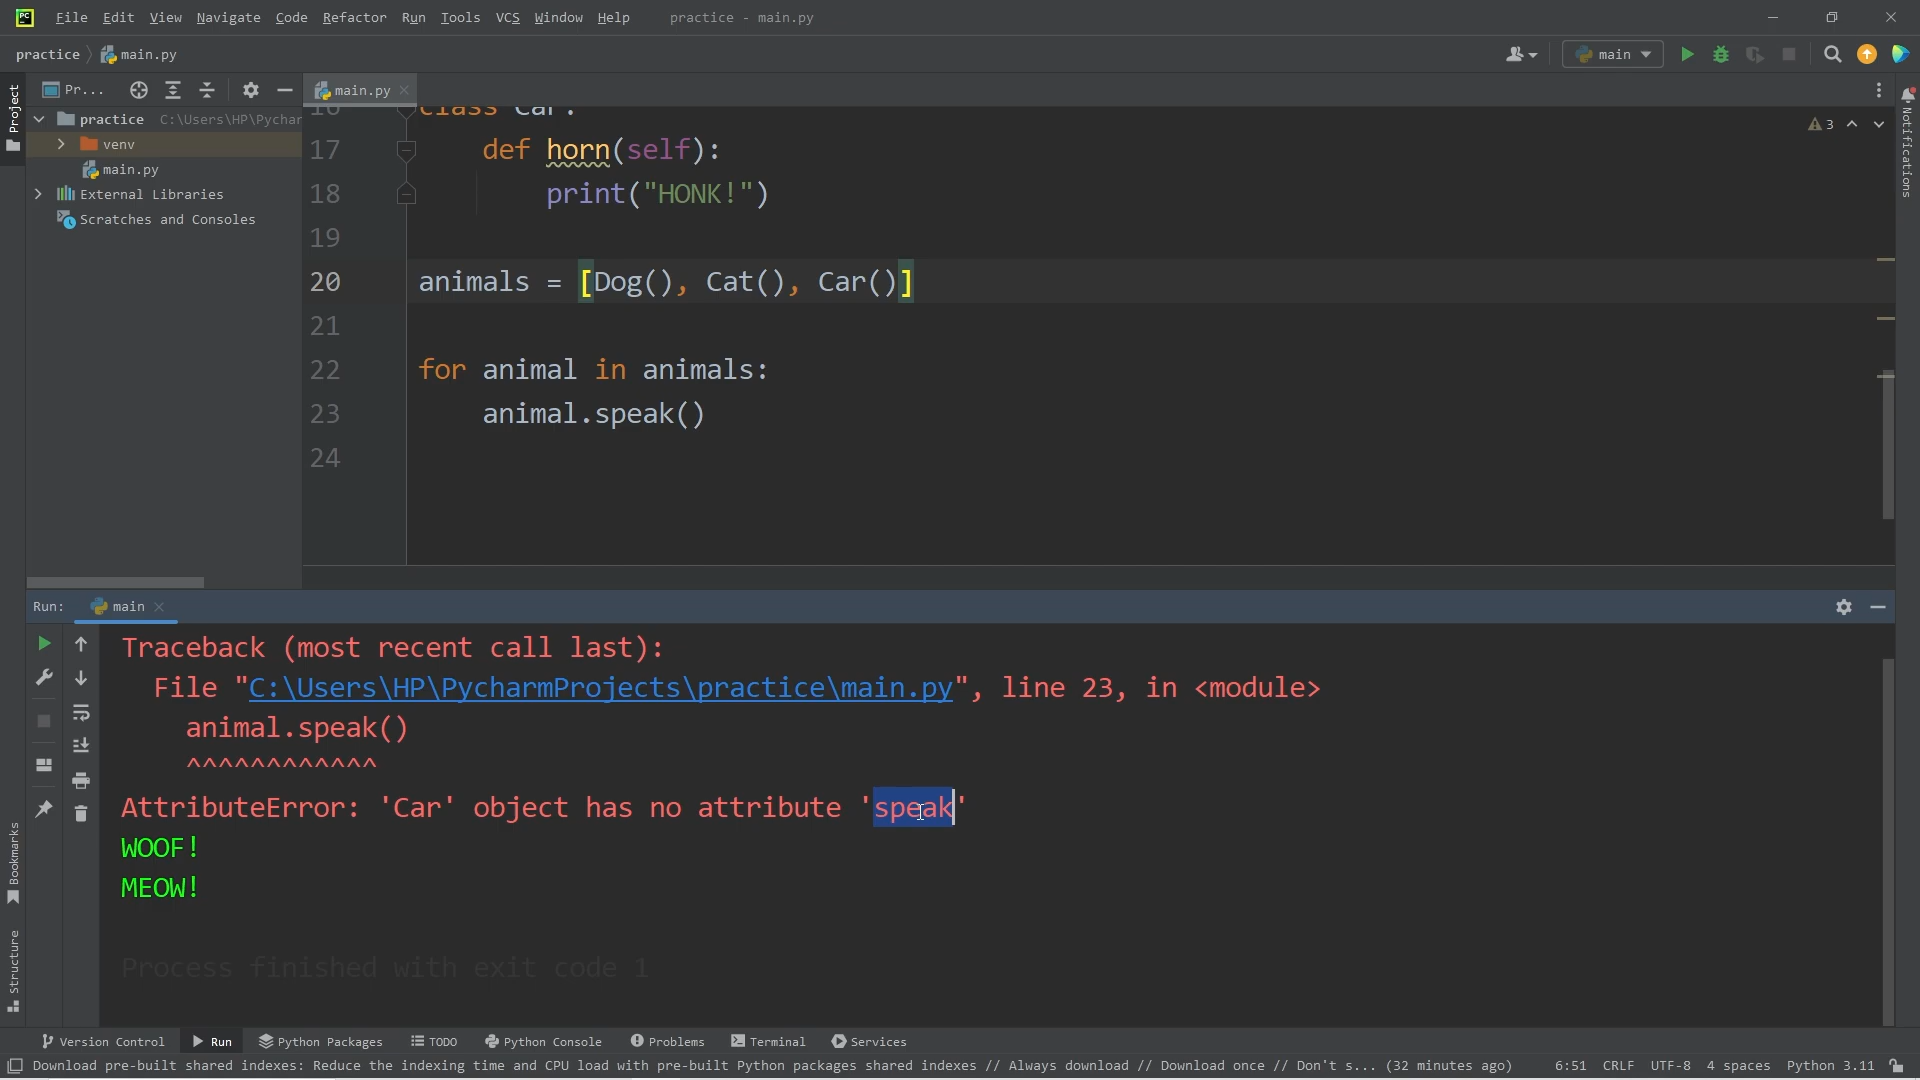 File Edit View Navigate Code Refactor Run Tools VCS Window Help practice - main.py
practice main.py main
Project
Pr...
main.py
practice C:\Users\HP\Pychar
venv
main.py
External Libraries
Scratches and Consoles
Notifications
3
16 class Car:
17 def horn(self):
18 print("HONK!")
19
20 animals = [Dog(), Cat(), Car()]
21
22 for animal in animals:
23 animal.speak()
24
Run: main
Traceback (most recent call last):
File "C:\Users\HP\PycharmProjects\practice\main.py", line 23, in <module>
animal.speak()
^^^^^^^^^^^^
AttributeError: 'Car' object has no attribute 'speak'
WOOF!
MEOW!
Process finished with exit code 1
Bookmarks
Structure
Version Control Run Python Packages TODO Python Console Problems Terminal Services
Download pre-built shared indexes: Reduce the indexing time and CPU load with pre-built Python packages shared indexes // Always download // Download once // Don't s... (32 minutes ago) 6:51 CRLF UTF-8 4 spaces Python 3.11